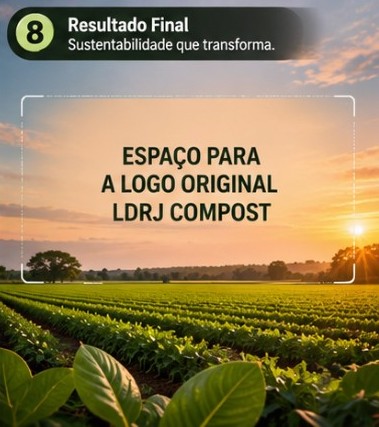 8
Resultado Final
Sustentabilidade que transforma.
ESPAÇO PARA
A LOGO ORIGINAL
LDRJ COMPOST